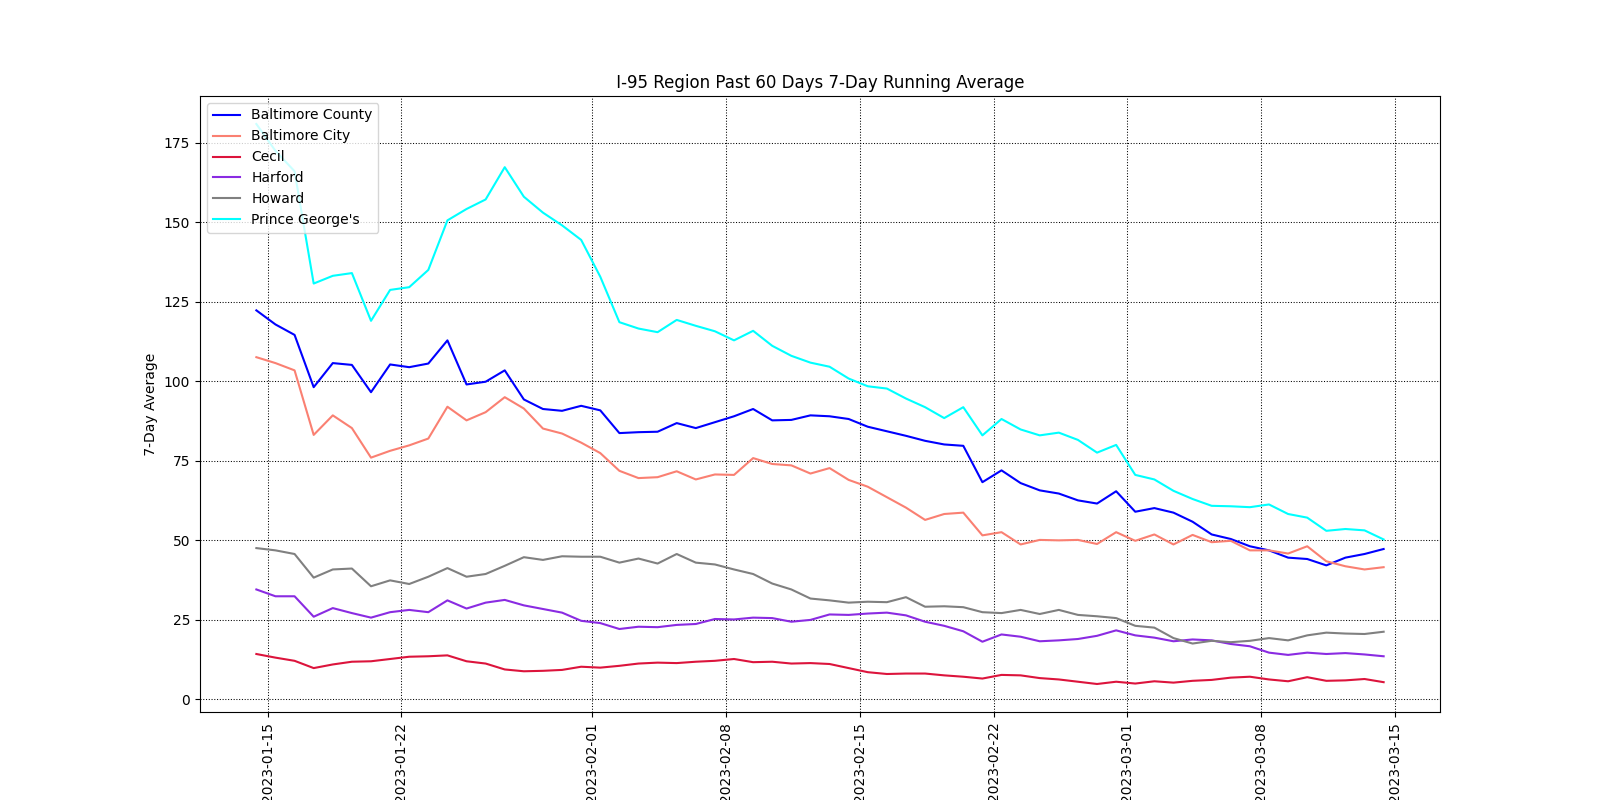 I-95 Region Past 60 Days 7-Day Running Average
Baltimore County
Baltimore City
Cecil
Harford
Howard
Prince George's
7-Day Average
175
150
125
100
75
50
25
0
2023-01-15
2023-01-22
2023-02-01
2023-02-08
2023-02-15
2023-02-22
2023-03-01
2023-03-08
2023-03-15